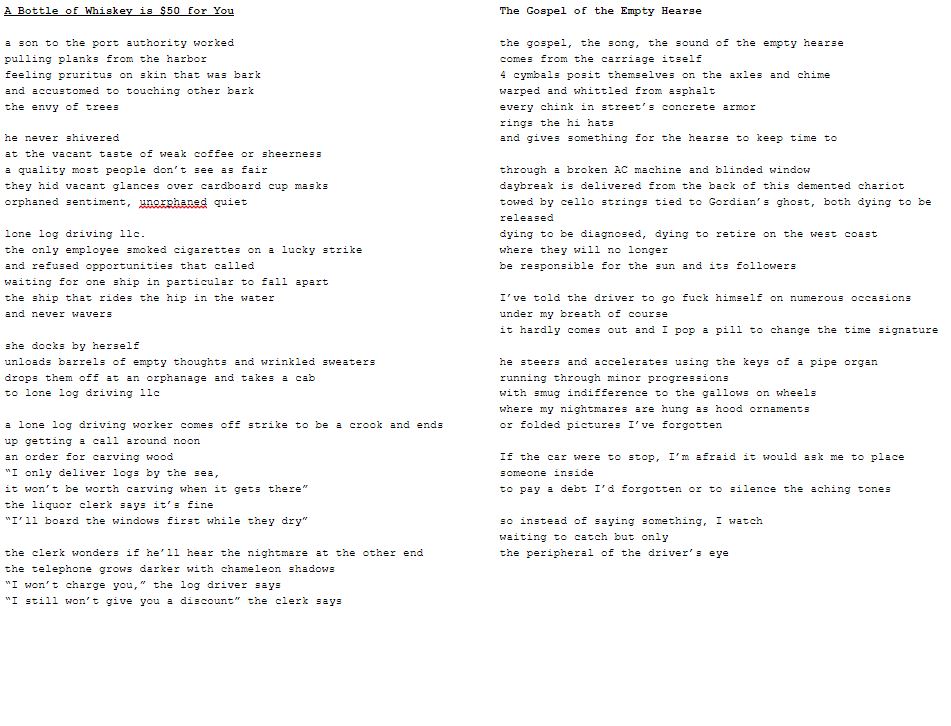 A Bottle of Whiskey is $50 for You
a son to the port authority worked
pulling planks from the harbor
feeling pruritus on skin that was bark
and accustomed to touching other bark
the envy of trees
he never shivered
at the vacant taste of weak coffee or sheerness
a quality most people don't see as fair
they hid vacant glances over cardboard cup masks
orphaned sentiment, unorphaned quiet
lone log driving llc.
the only employee smoked cigarettes on a lucky strike
and refused opportunities that called
waiting for one ship in particular to fall apart
the ship that rides the hip in the water
and never wavers
she docks by herself
unloads barrels of empty thoughts and wrinkled sweaters
drops them off at an orphanage and takes a cab
to lone log driving llc
a lone log driving worker comes off strike to be a crook and ends
up getting a call around noon
an order for carving wood
“I only deliver logs by the sea,
it won't be worth carving when it gets there”
the liquor clerk says it's fine
“I'll board the windows first while they dry”
the clerk wonders if he'll hear the nightmare at the other end
the telephone grows darker with chameleon shadows
“I won't charge you,” the log driver says
“I still won't give you a discount” the clerk says
The Gospel of the Empty Hearse
the gospel, the song, the sound of the empty hearse
comes from the carriage itself
4 cymbals posit themselves on the axles and chime
warped and whittled from asphalt
every chink in street's concrete armor
rings the hi hats
and gives something for the hearse to keep time to
through a broken AC machine and blinded window
daybreak is delivered from the back of this demented chariot
towed by cello strings tied to Gordian's ghost, both dying to be
released
dying to be diagnosed, dying to retire on the west coast
where they will no longer
be responsible for the sun and its followers
I've told the driver to go fuck himself on numerous occasions
under my breath of course
it hardly comes out and I pop a pill to change the time signature
he steers and accelerates using the keys of a pipe organ
running through minor progressions
with smug indifference to the gallows on wheels
where my nightmares are hung as hood ornaments
or folded pictures I've forgotten
If the car were to stop, I'm afraid it would ask me to place
someone inside
to pay a debt I'd forgotten or to silence the aching tones
so instead of saying something, I watch
waiting to catch but only
the peripheral of the driver's eye